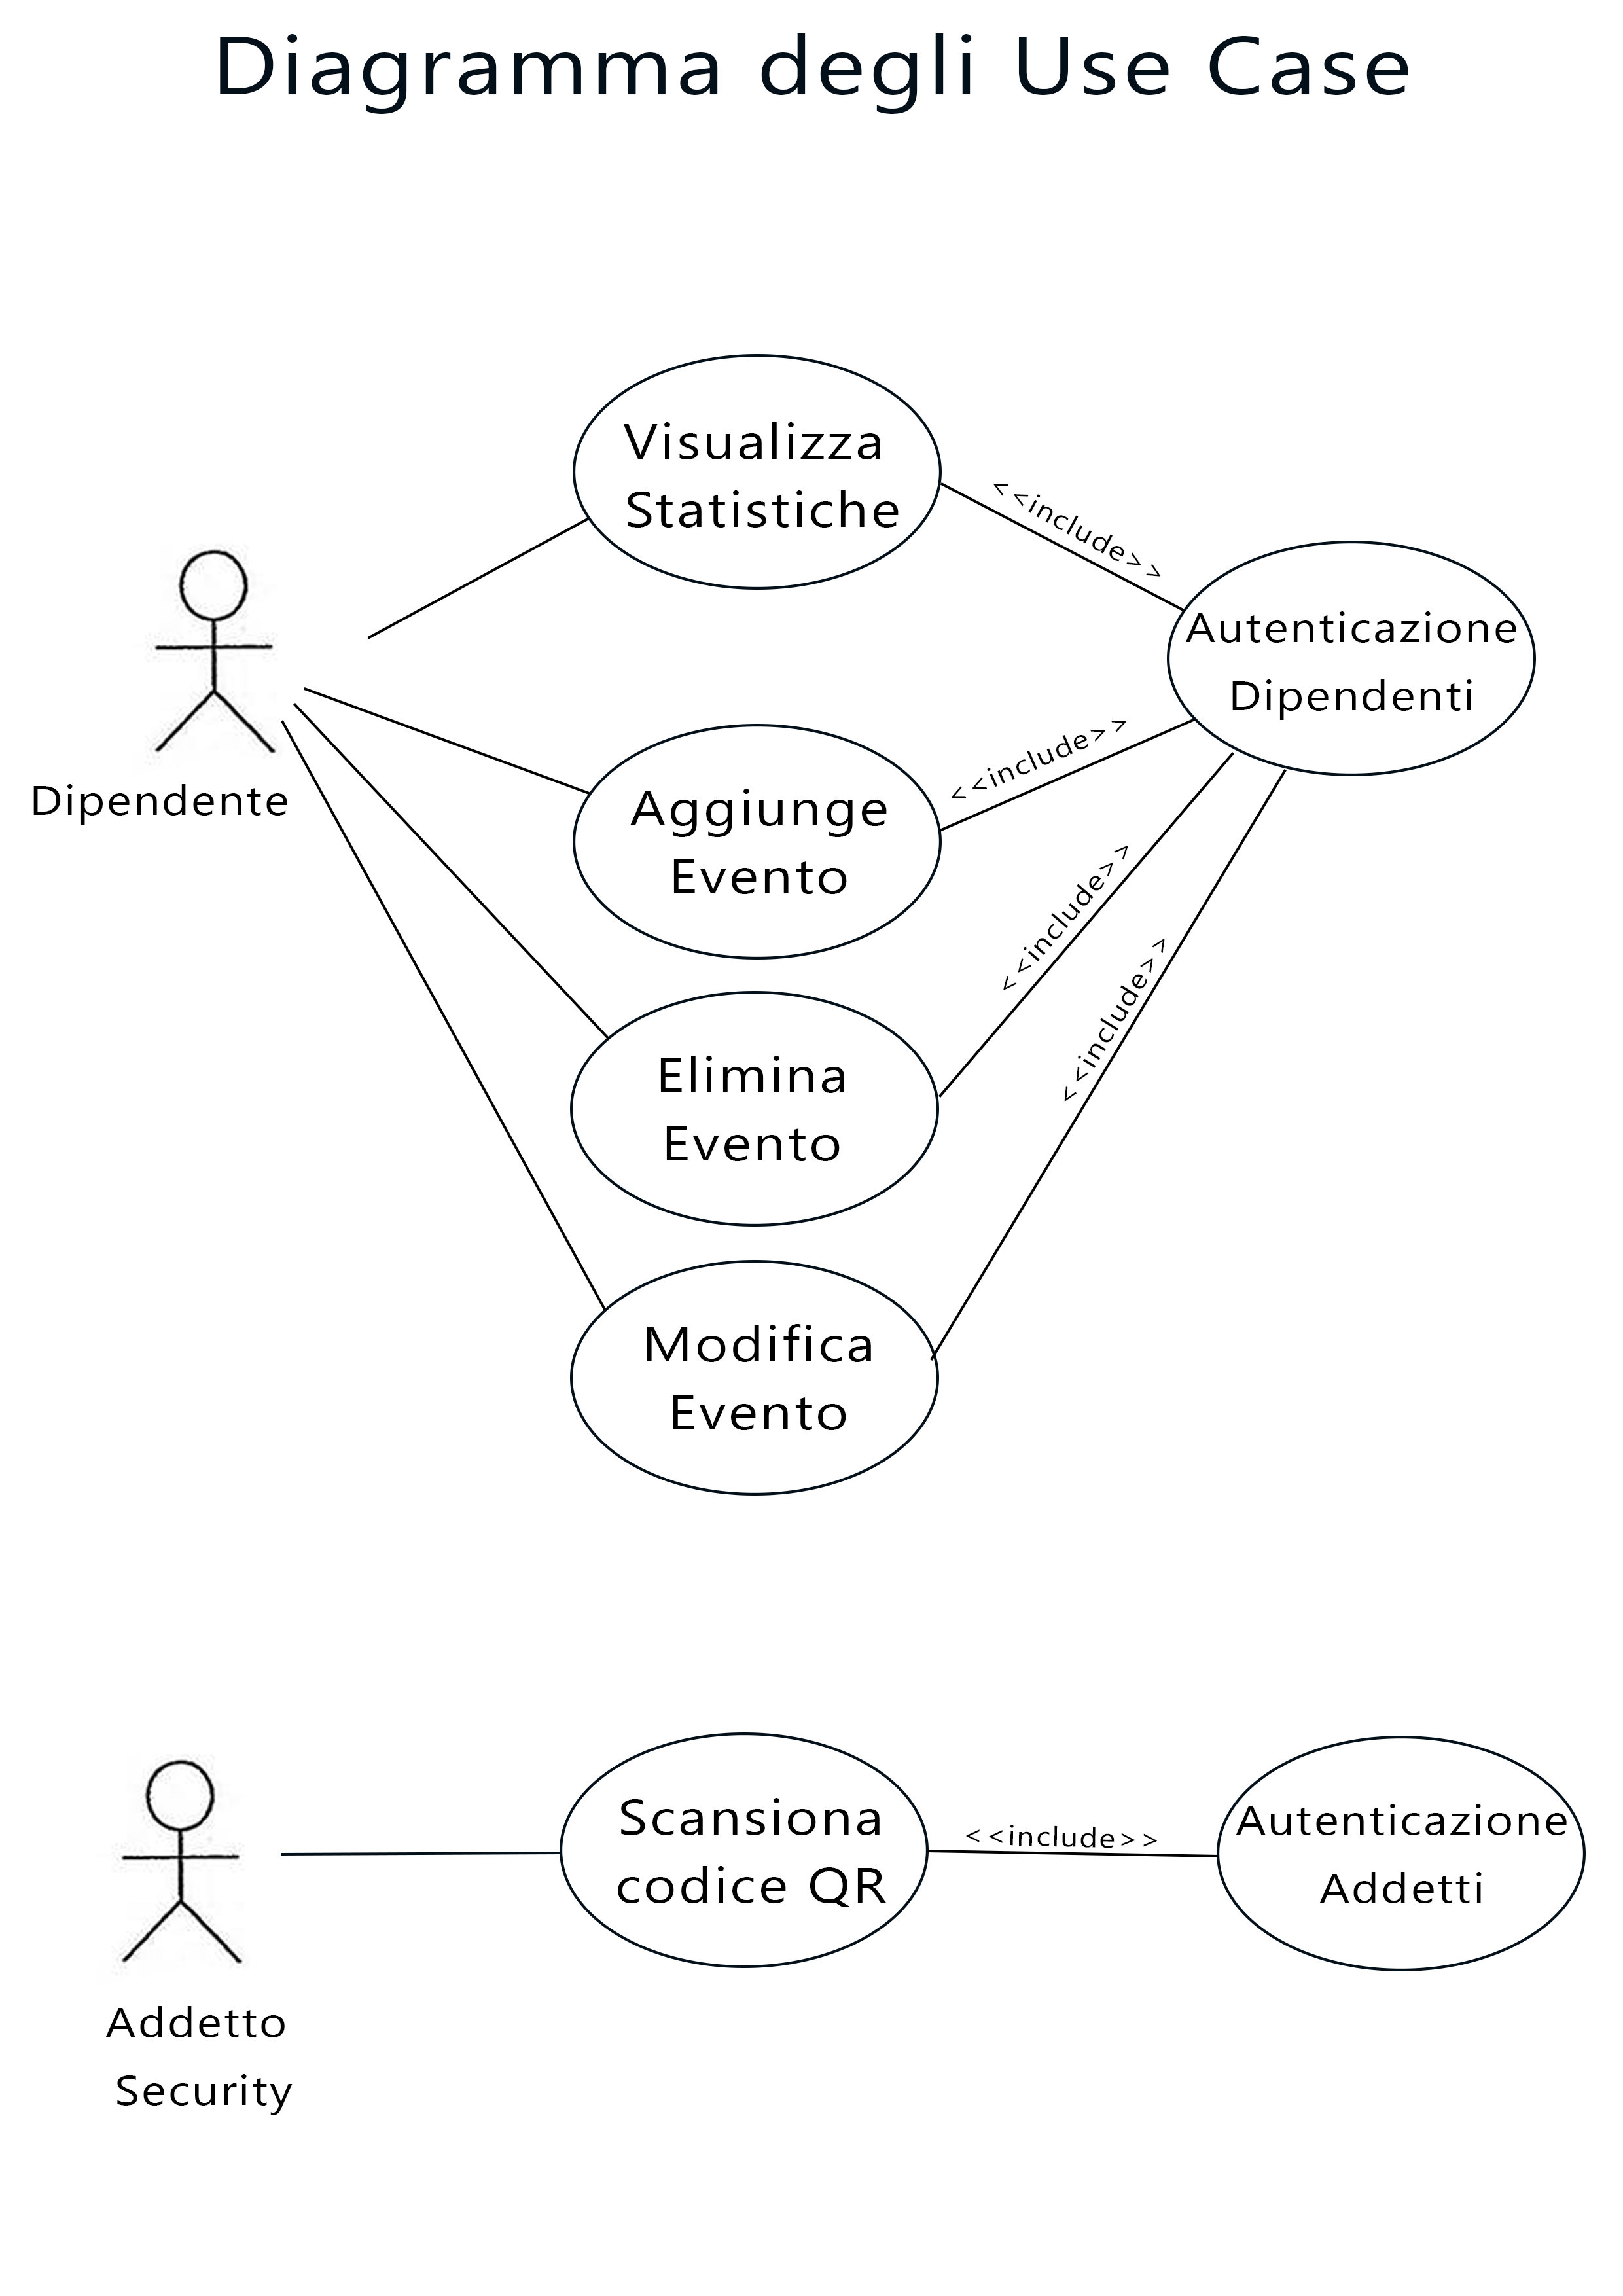 Diagramma degli Use Case
Visualizza
Statistiche
<<include>>
Autenticazione
Dipendenti
Dipendente
<<include>>
Aggiunge
Evento
<<include>>
<<include>>
Elimina
Evento
Modifica
Evento
Scansiona
codice QR
<<include>>
Autenticazione
Addetti
Addetto
Security